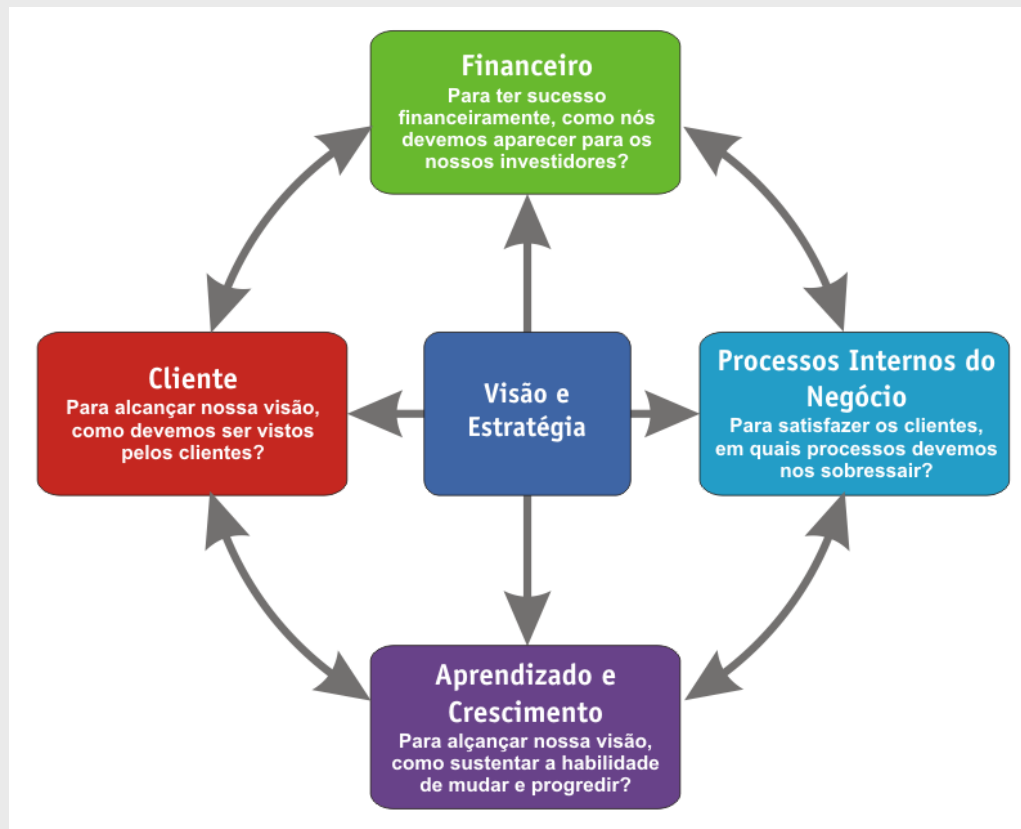 Financeiro
Para ter sucesso
financeiramente, como nós
devemos aparecer para os
nossos investidores?
Cliente
Para alcançar nossa visão,
como devemos ser vistos
pelos clientes?
Visão e
Estratégia
Processos Internos do
Negócio
Para satisfazer os clientes,
em quais processos devemos
nos sobressair?
Aprendizado e
Crescimento
Para alçançar nossa visão,
como sustentar a habilidade
de mudar e progredir?